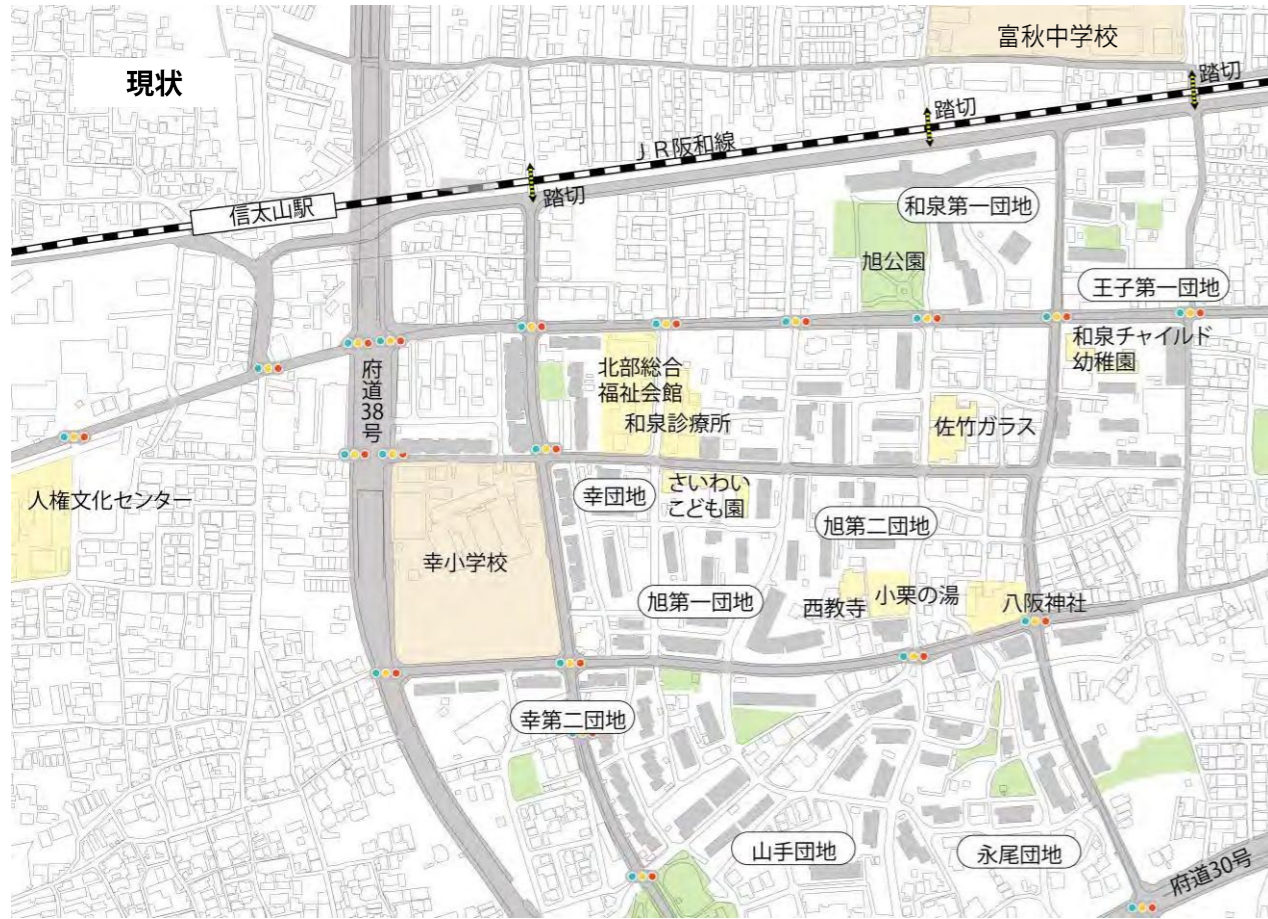 富秋中学校
現状
踏切
踏切
JR阪和線
踏切
信太山駅
和泉第一団地
旭公園
王子第一団地
和泉チャイルド
幼稚園
府道38号
北部総合
福祉会館
和泉診療所
佐竹ガラス
人権文化センター
幸団地
さいわい
こども園
旭第二団地
幸小学校
旭第一団地
西教寺
小栗の湯
八阪神社
幸第二団地
山手団地
永尾団地
府道30号